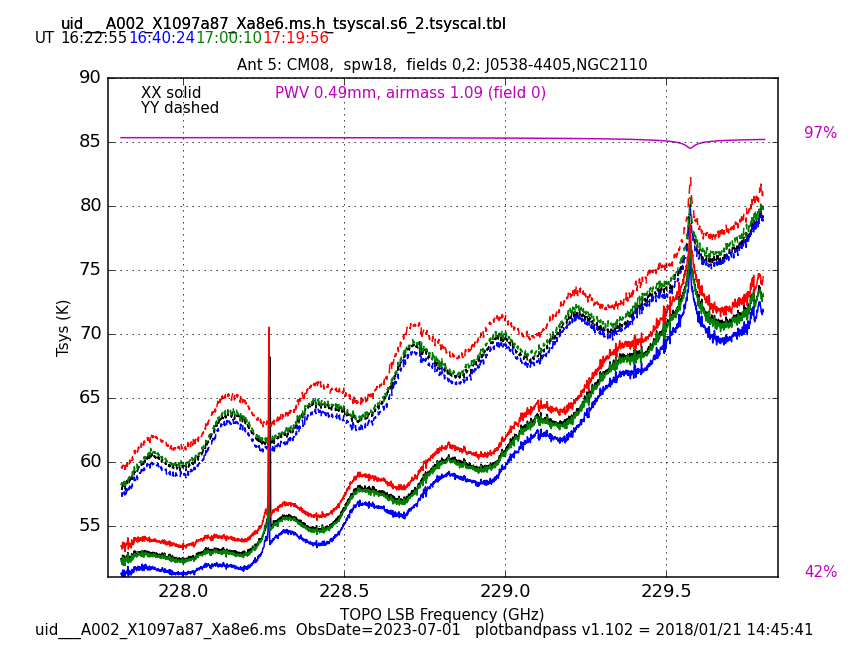 uid___A002_X1097a87_Xa8e6.ms.h_tsyscal.s6_2.tsyscal.tbl
UT 16:22:55 16:40:24 17:00:10 17:19:56
Ant 5: CM08, spw18, fields 0,2: J0538-4405,NGC2110
XX solid
YY dashed
PWV 0.49mm, airmass 1.09 (field 0)
97%
42%
90
85
80
75
70
65
60
55
Tsys (K)
228.0 228.5 229.0 229.5
TOPO LSB Frequency (GHz)
uid___A002_X1097a87_Xa8e6.ms ObsDate=2023-07-01 plotbandpass v1.102 = 2018/01/21 14:45:41